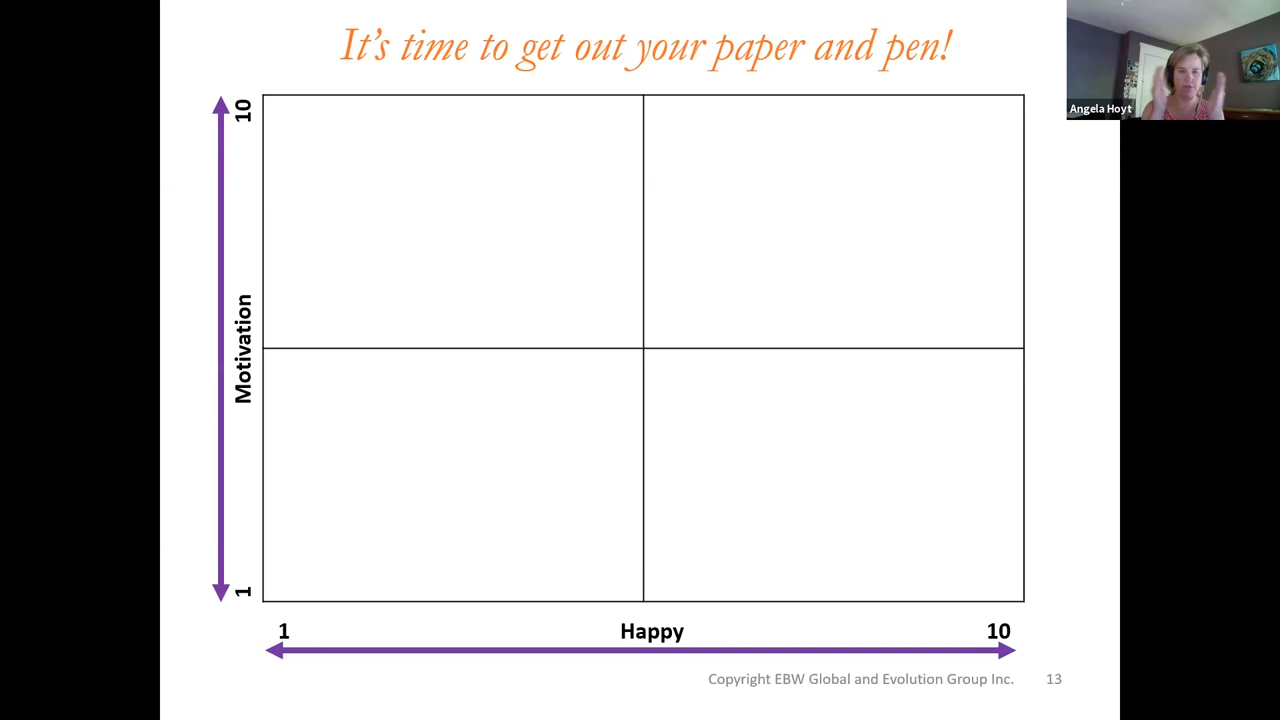 It's time to get out your paper and pen!
Angela Hoyt
10
Motivation
1
1 Happy 10
Copyright EBW Global and Evolution Group Inc. 13